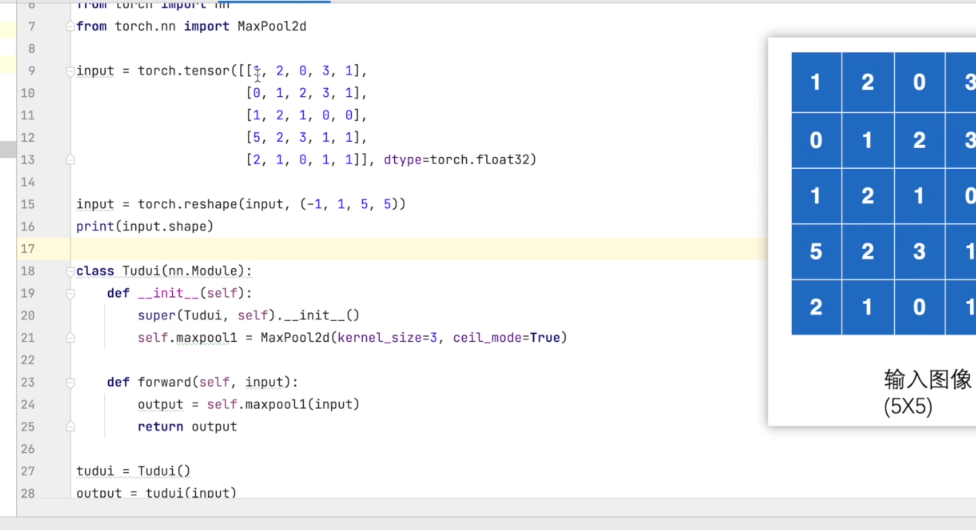 6 from torch import nn
7 from torch.nn import MaxPool2d
8
9 input = torch.tensor([[1, 2, 0, 3, 1],
10 [0, 1, 2, 3, 1],
11 [1, 2, 1, 0, 0],
12 [5, 2, 3, 1, 1],
13 [2, 1, 0, 1, 1]], dtype=torch.float32)
14
15 input = torch.reshape(input, (-1, 1, 5, 5))
16 print(input.shape)
17
18 class Tudui(nn.Module):
19 def __init__(self):
20 super(Tudui, self).__init__()
21 self.maxpool1 = MaxPool2d(kernel_size=3, ceil_mode=True)
22
23 def forward(self, input):
24 output = self.maxpool1(input)
25 return output
26
27 tudui = Tudui()
28 output = tudui(input)
1 2 0 3
0 1 2 3
1 2 1 0
5 2 3 1
2 1 0 1
输入图像
(5X5)